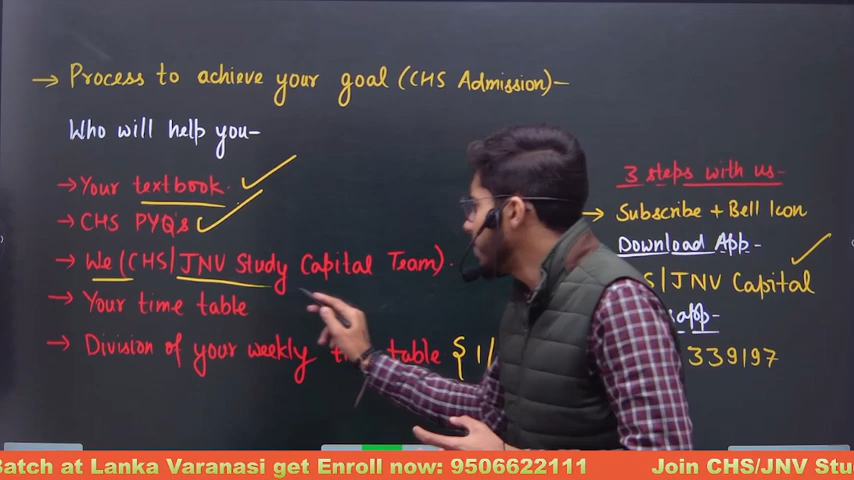 → Process to achieve your goal (CHS Admission)-
Who will help you-
→ Your textbook.
→ CHS PYQ's
→ We (CHS/JNV Study Capital Team).
→ Your time table
→ Division of your weekly table { 1/
3 steps with us-
→ Subscribe + Bell Icon
Download App-
S/JNV Capital
339197
Batch at Lanka Varanasi get Enroll now: 9506622111 Join CHS/JNV Stu